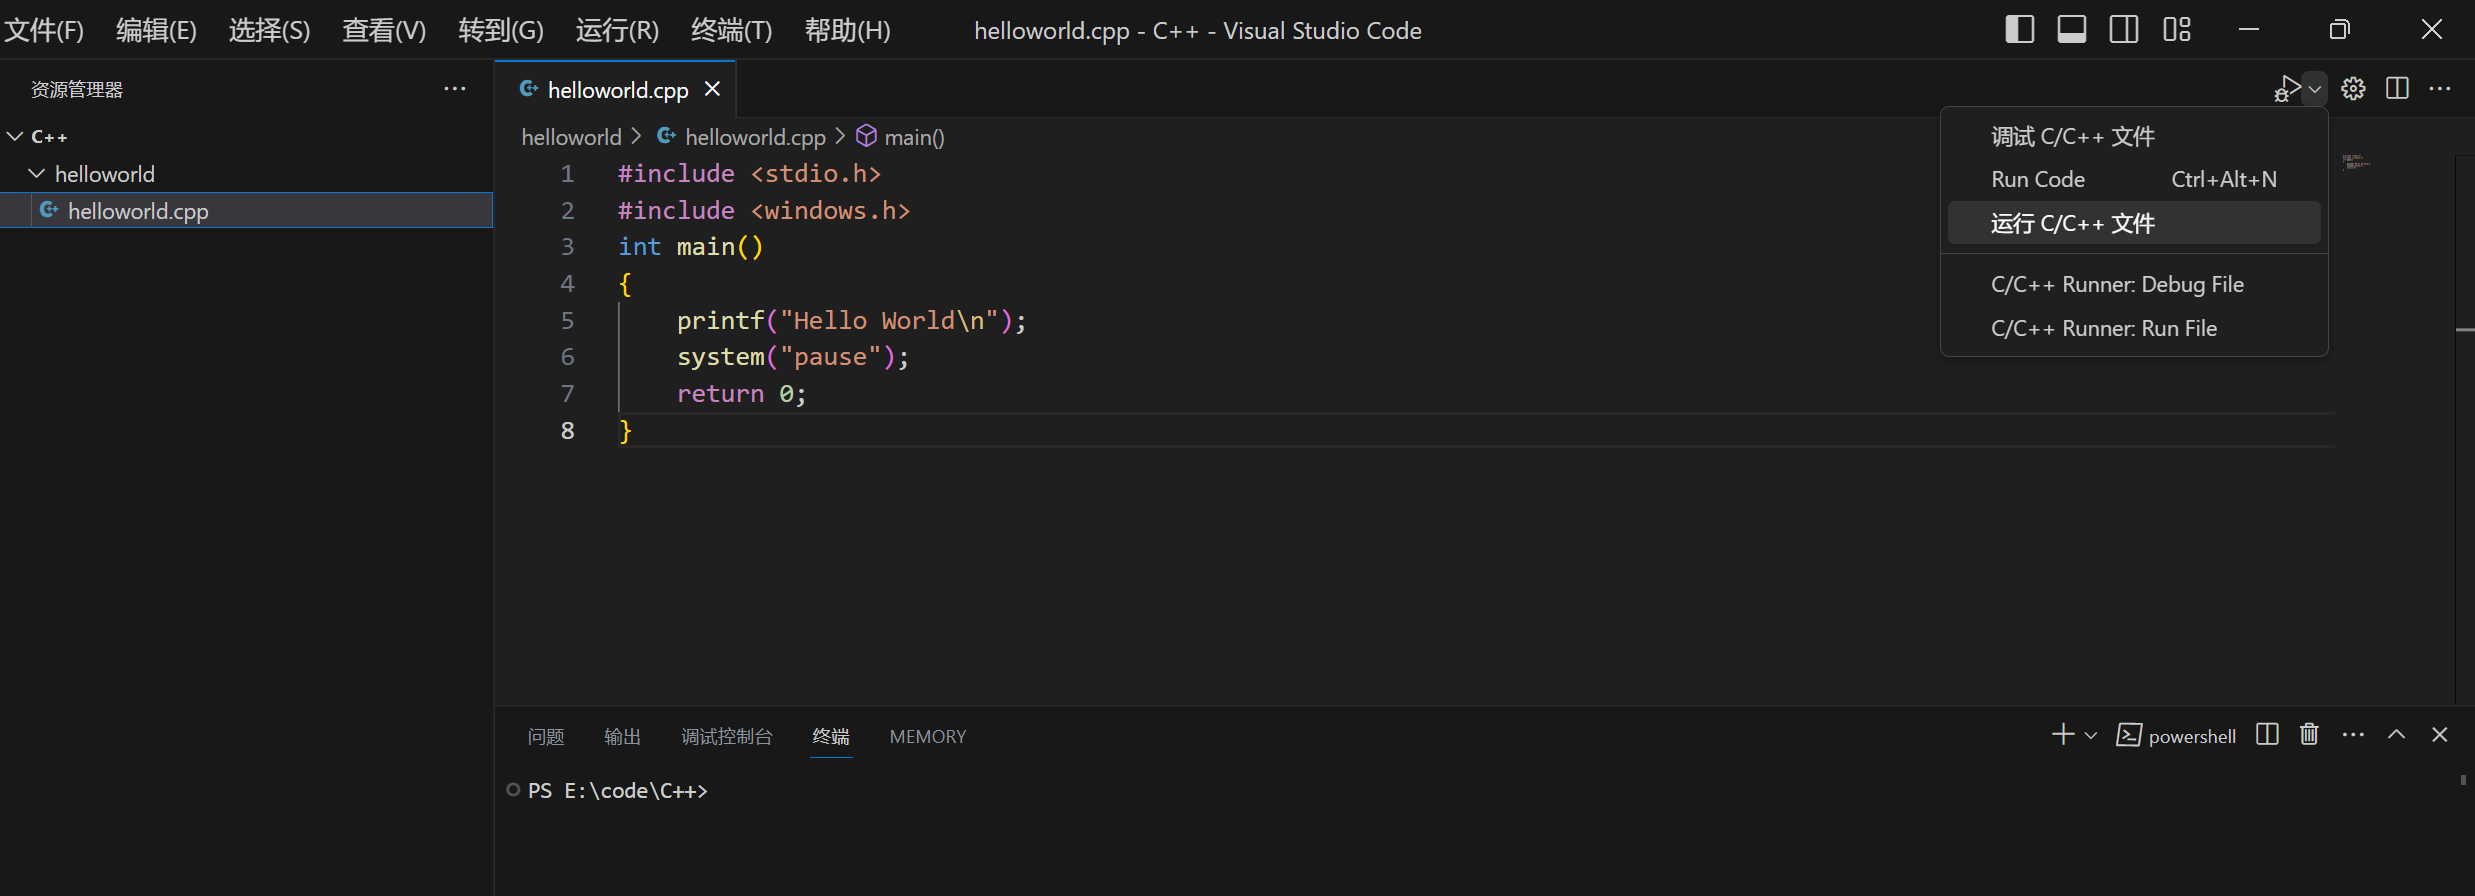 文件(F) 编辑(E) 选择(S) 查看(V) 转到(G) 运行(R) 终端(T) 帮助(H) helloworld.cpp - C++ - Visual Studio Code
资源管理器
C++
helloworld
helloworld.cpp
helloworld.cpp
helloworld > helloworld.cpp > main()
1 #include <stdio.h>
2 #include <windows.h>
3 int main()
4 {
5     printf("Hello World\n");
6     system("pause");
7     return 0;
8 }
调试 C/C++ 文件
Run Code Ctrl+Alt+N
运行 C/C++ 文件
C/C++ Runner: Debug File
C/C++ Runner: Run File
问题 输出 调试控制台 终端 MEMORY powershell
PS E:\code\C++>